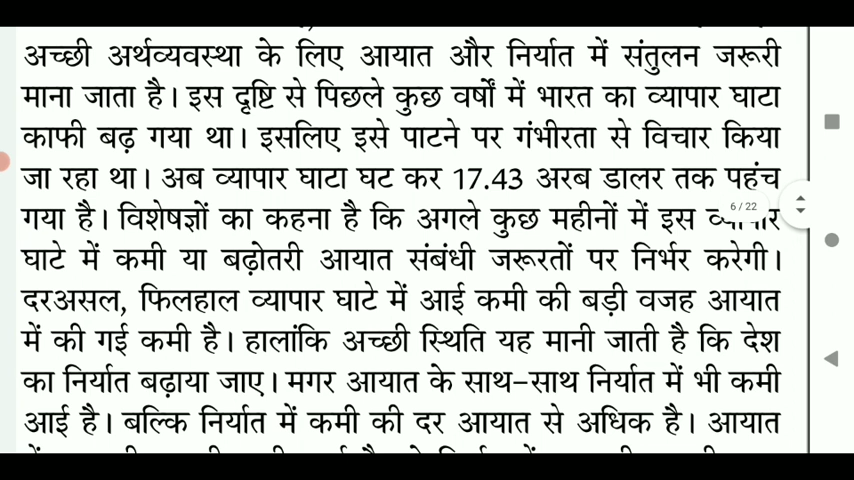 अच्छी अर्थव्यवस्था के लिए आयात और निर्यात में संतुलन जरूरी
माना जाता है। इस दृष्टि से पिछले कुछ वर्षों में भारत का व्यापार घाटा
काफी बढ़ गया था। इसलिए इसे पाटने पर गंभीरता से विचार किया
जा रहा था। अब व्यापार घाटा घट कर 17.43 अरब डालर तक पहुंच
गया है। विशेषज्ञों का कहना है कि अगले कुछ महीनों में इस
6 / 22
घाटे में कमी या बढ़ोतरी आयात संबंधी जरूरतों पर निर्भर करेगी।
दरअसल, फिलहाल व्यापार घाटे में आई कमी की बड़ी वजह आयात
में की गई कमी है। हालांकि अच्छी स्थिति यह मानी जाती है कि देश
का निर्यात बढ़ाया जाए। मगर आयात के साथ-साथ निर्यात में भी कमी
आई है। बल्कि निर्यात में कमी की दर आयात से अधिक है। आयात